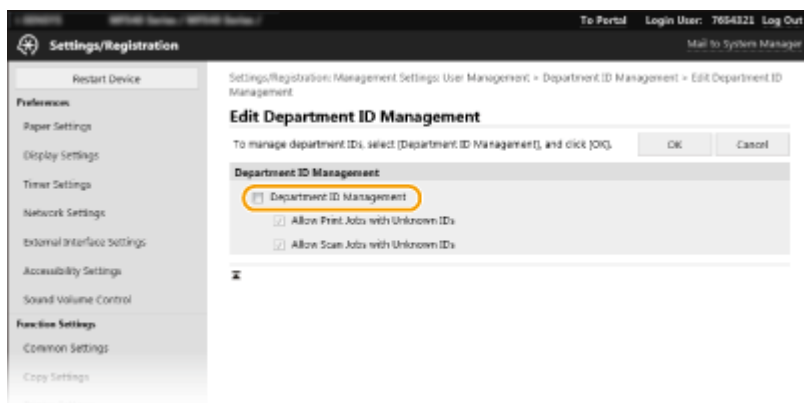 To Portal Login User: 7654321 Log Out
Settings/Registration
Mail to System Manager
Restart Device
Preferences
Paper Settings
Display Settings
Timer Settings
Network Settings
External Interface Settings
Accessibility Settings
Sound Volume Control
Function Settings
Common Settings
Copy Settings
Settings/Registration: Management Settings: User Management > Department ID Management > Edit Department ID
Management
Edit Department ID Management
To manage department IDs, select [Department ID Management], and click [OK].
OK
Cancel
Department ID Management
Department ID Management
Allow Print Jobs with Unknown IDs
Allow Scan Jobs with Unknown IDs